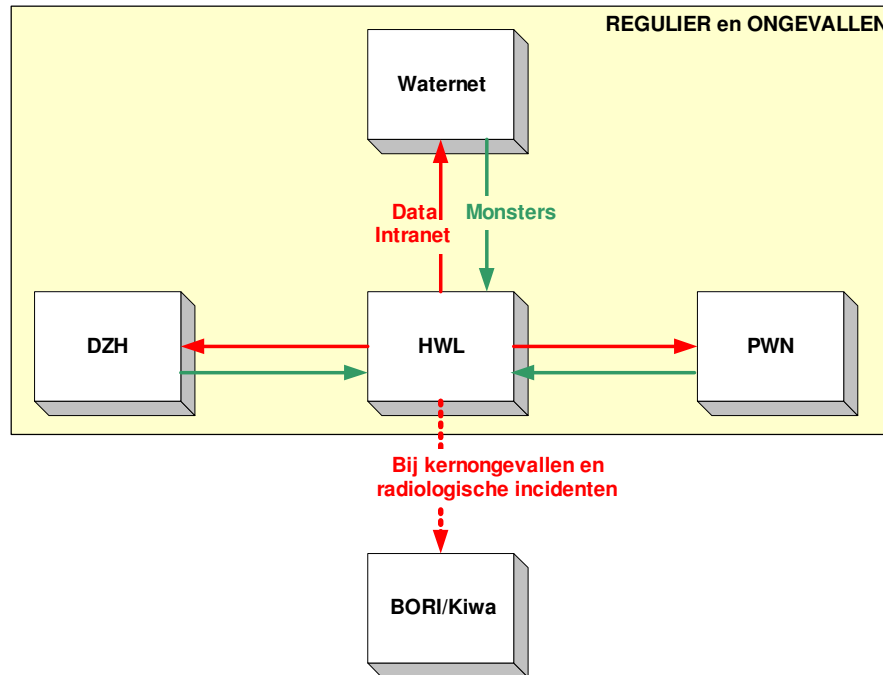 REGULIER en ONGEVALLEN
Waternet
Data
Intranet
Monsters
DZH
HWL
PWN
Bij kernongevallen en
radiologische incidenten
BORI/Kiwa